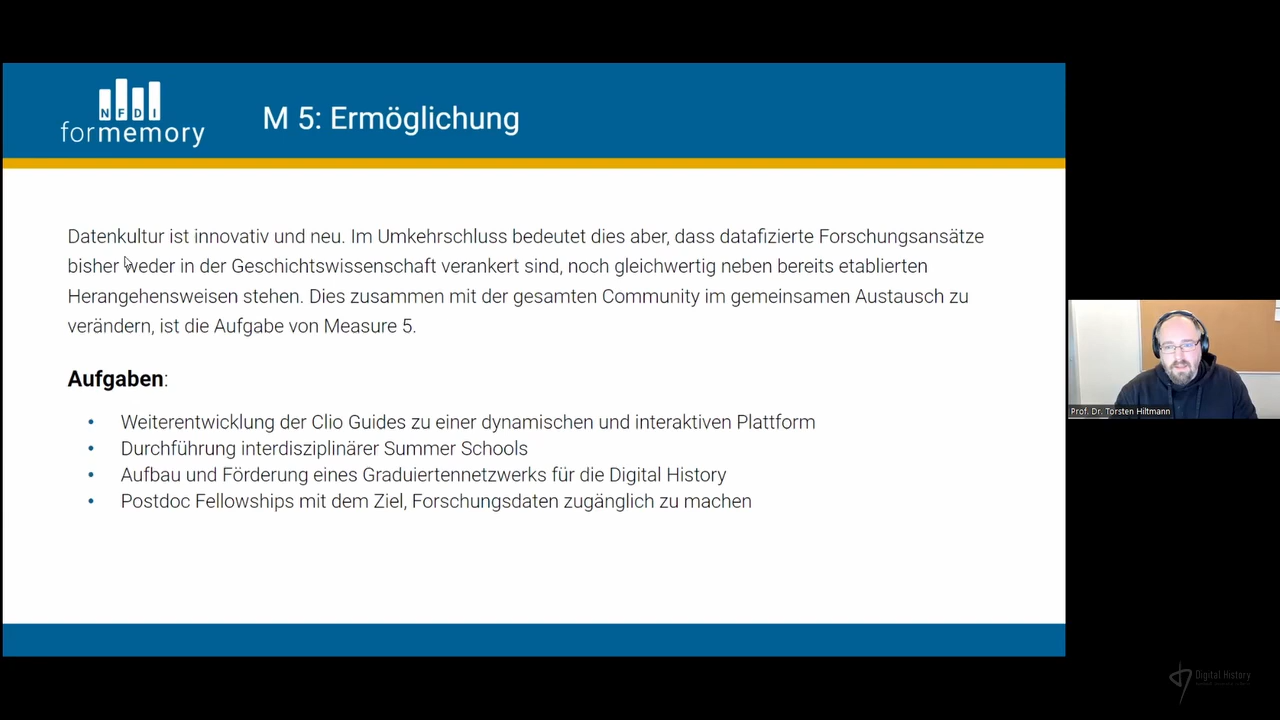 NFDI
formemory
M 5: Ermöglichung
Datenkultur ist innovativ und neu. Im Umkehrschluss bedeutet dies aber, dass datafizierte Forschungsansätze
bisher weder in der Geschichtswissenschaft verankert sind, noch gleichwertig neben bereits etablierten
Herangehensweisen stehen. Dies zusammen mit der gesamten Community im gemeinsamen Austausch zu
verändern, ist die Aufgabe von Measure 5.
Aufgaben:
• Weiterentwicklung der Clio Guides zu einer dynamischen und interaktiven Plattform
• Durchführung interdisziplinärer Summer Schools
• Aufbau und Förderung eines Graduiertennetzwerks für die Digital History
• Postdoc Fellowships mit dem Ziel, Forschungsdaten zugänglich zu machen
Prof. Dr. Torsten Hiltmann
Digital History